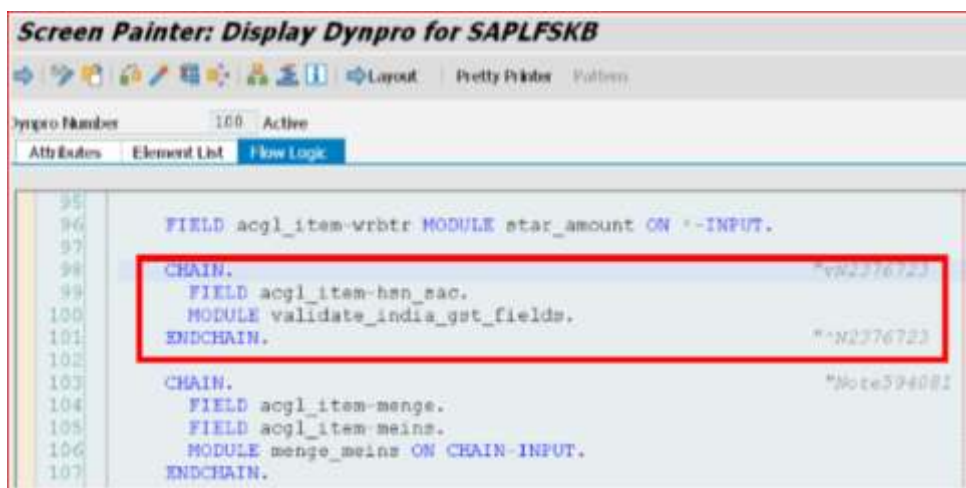 Screen Painter: Display Dynpro for SAPLFSKB
Layout Pretty Printer Pattern
Dynpro Number 100 Active
Attributes Element List Flow Logic
95
96 FIELD acgl_item-wrbtr MODULE star_amount ON *-INPUT.
97
98 CHAIN. "vN2376723
99 FIELD acgl_item-hsn_sac.
100 MODULE validate_india_gst_fields.
101 ENDCHAIN. "^N2376723
102
103 CHAIN. "Note394081
104 FIELD acgl_item-menge.
105 FIELD acgl_item-meins.
106 MODULE menge_meins ON CHAIN-INPUT.
107 ENDCHAIN.